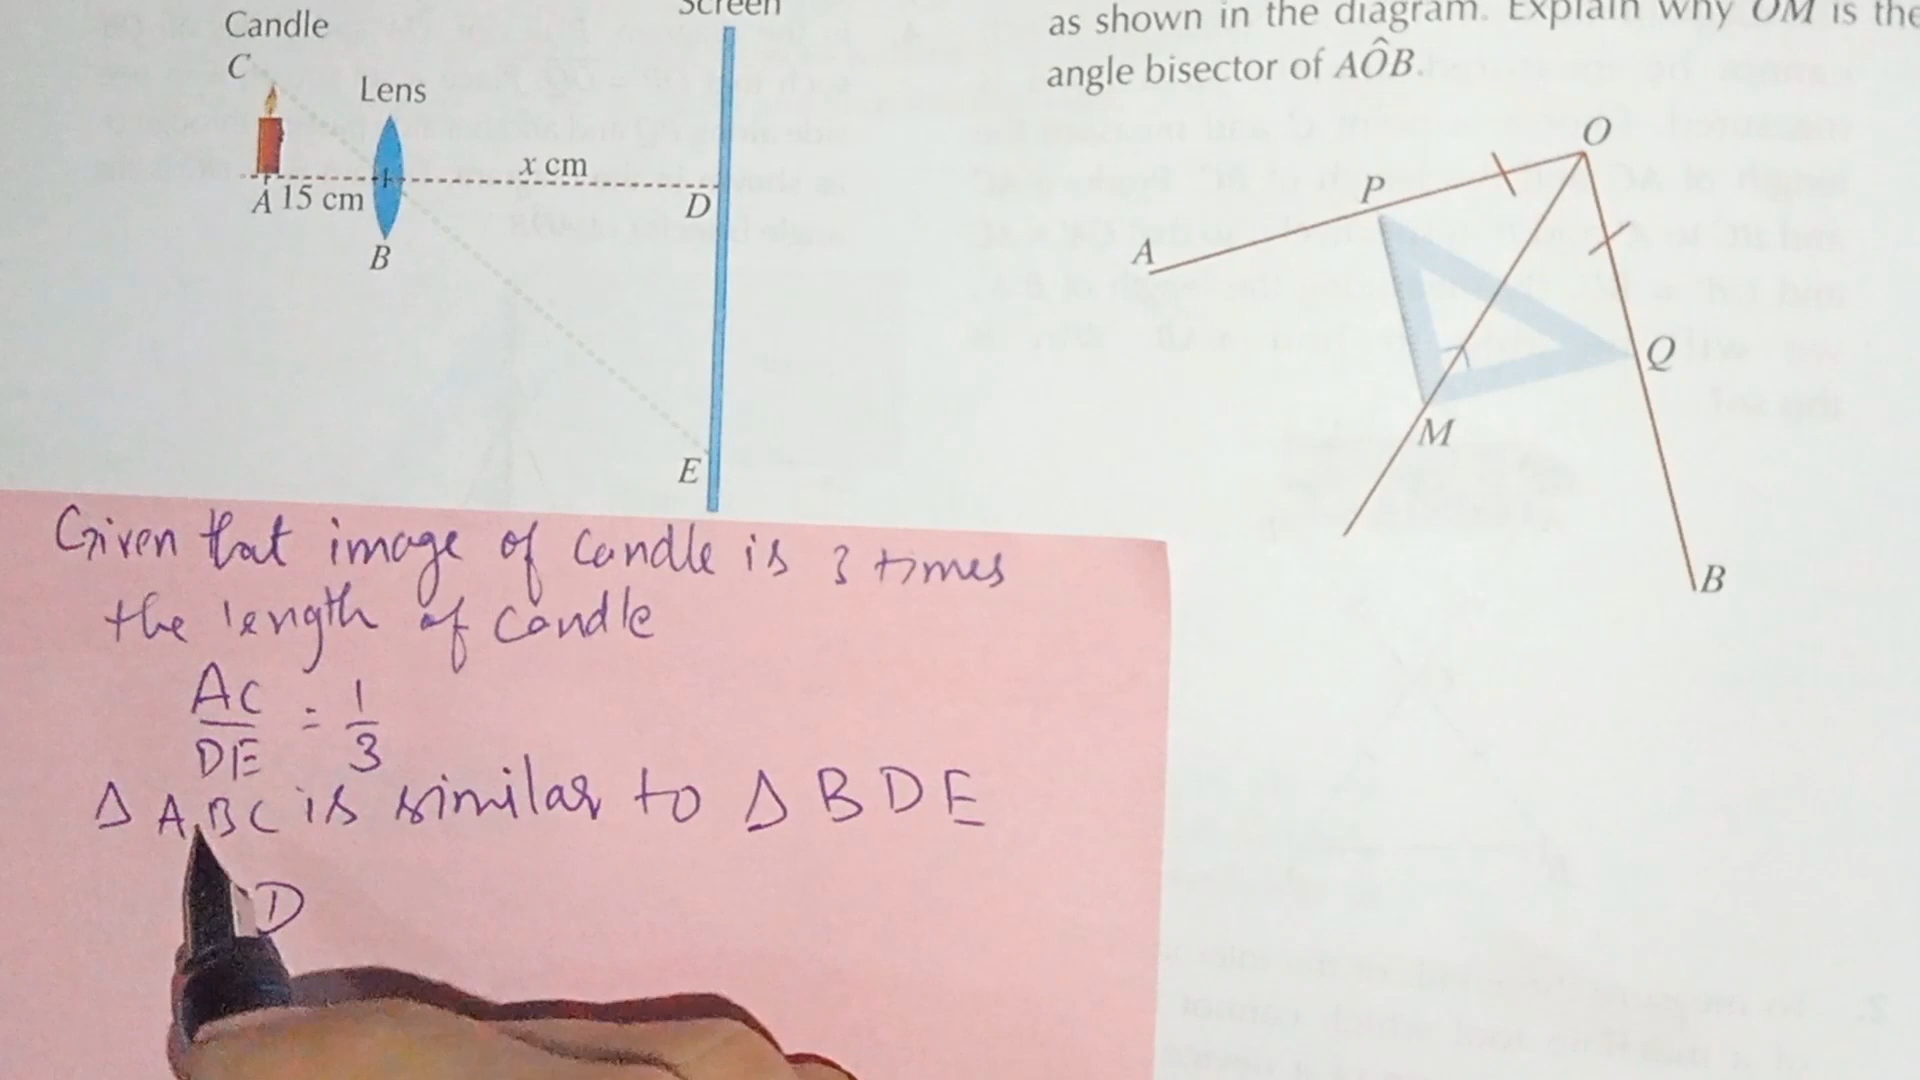 Candle
C
Lens
Screen
x cm
A 15 cm
D
B
E
as shown in the diagram. Explain why OM is the
angle bisector of AÔB.
O
P
A
Q
M
B
Given that image of candle is 3 times
the length of candle
AC/DE = 1/3
Δ ABC is similar to Δ BDE
D